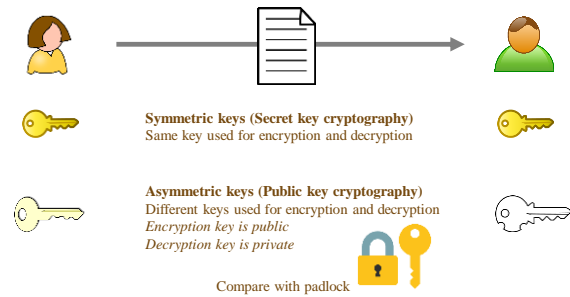 Symmetric keys (Secret key cryptography)
Same key used for encryption and decryption
Asymmetric keys (Public key cryptography)
Different keys used for encryption and decryption
Encryption key is public
Decryption key is private
Compare with padlock